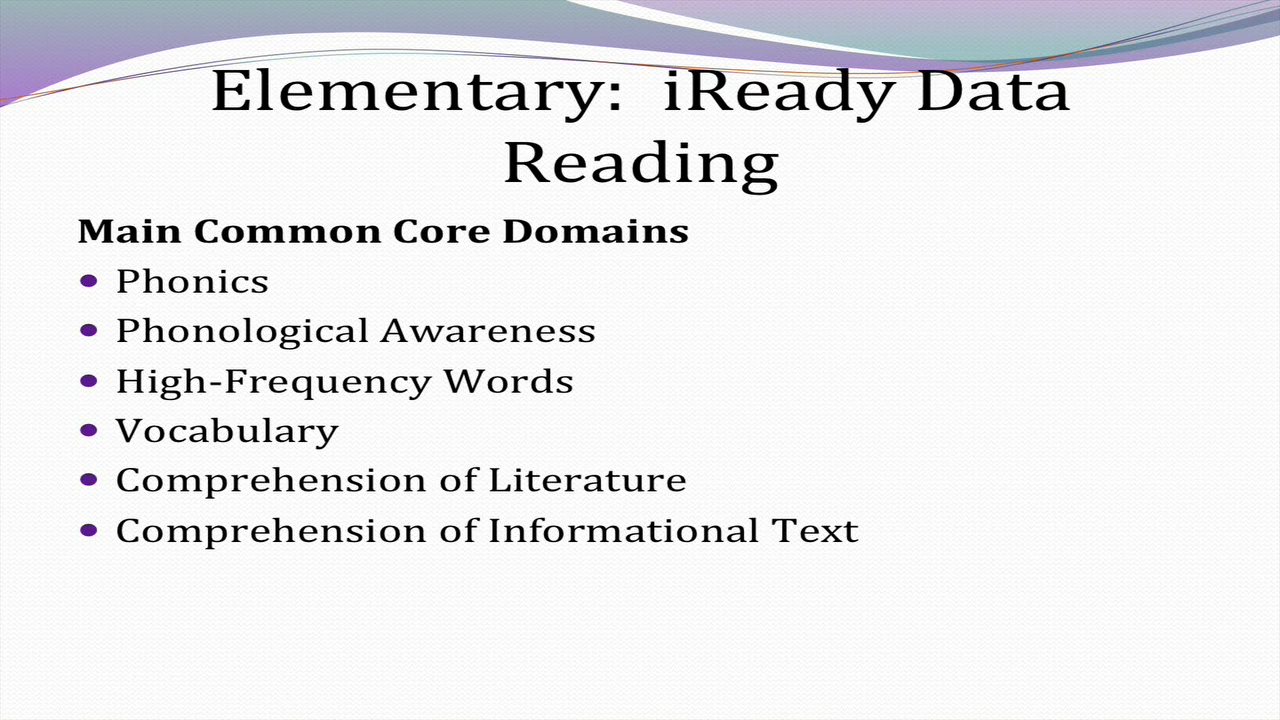 Elementary:  iReady Data
Reading
Main Common Core Domains
• Phonics
• Phonological Awareness
• High-Frequency Words
• Vocabulary
• Comprehension of Literature
• Comprehension of Informational Text